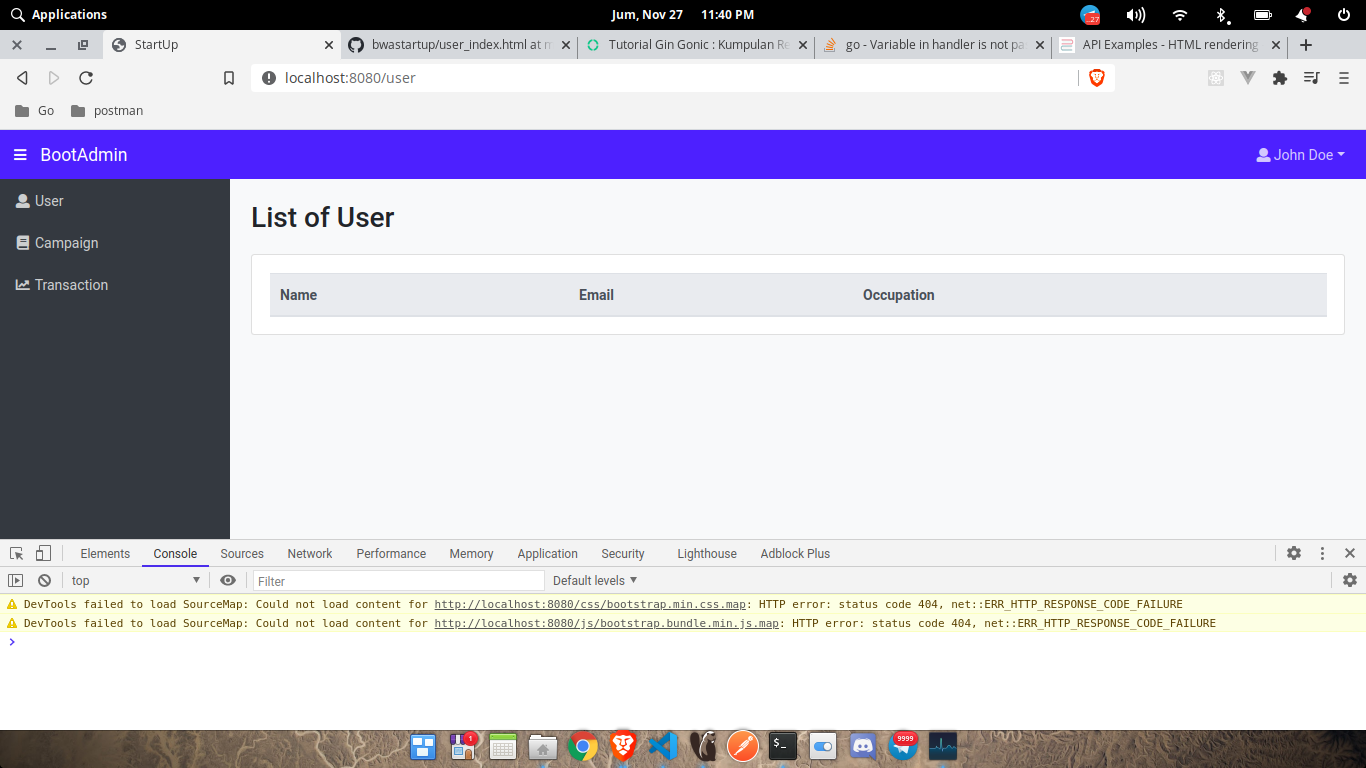 Applications
Jum, Nov 27 11:40 PM
27
StartUp
bwastartup/user_index.html at m
Tutorial Gin Gonic : Kumpulan Re
go - Variable in handler is not pa
API Examples - HTML rendering
localhost:8080/user
Go postman
BootAdmin
John Doe
User
Campaign
Transaction
List of User
Name Email Occupation
Elements Console Sources Network Performance Memory Application Security Lighthouse Adblock Plus
top Filter Default levels
DevTools failed to load SourceMap: Could not load content for http://localhost:8080/css/bootstrap.min.css.map: HTTP error: status code 404, net::ERR_HTTP_RESPONSE_CODE_FAILURE
DevTools failed to load SourceMap: Could not load content for http://localhost:8080/js/bootstrap.bundle.min.js.map: HTTP error: status code 404, net::ERR_HTTP_RESPONSE_CODE_FAILURE
1
9999